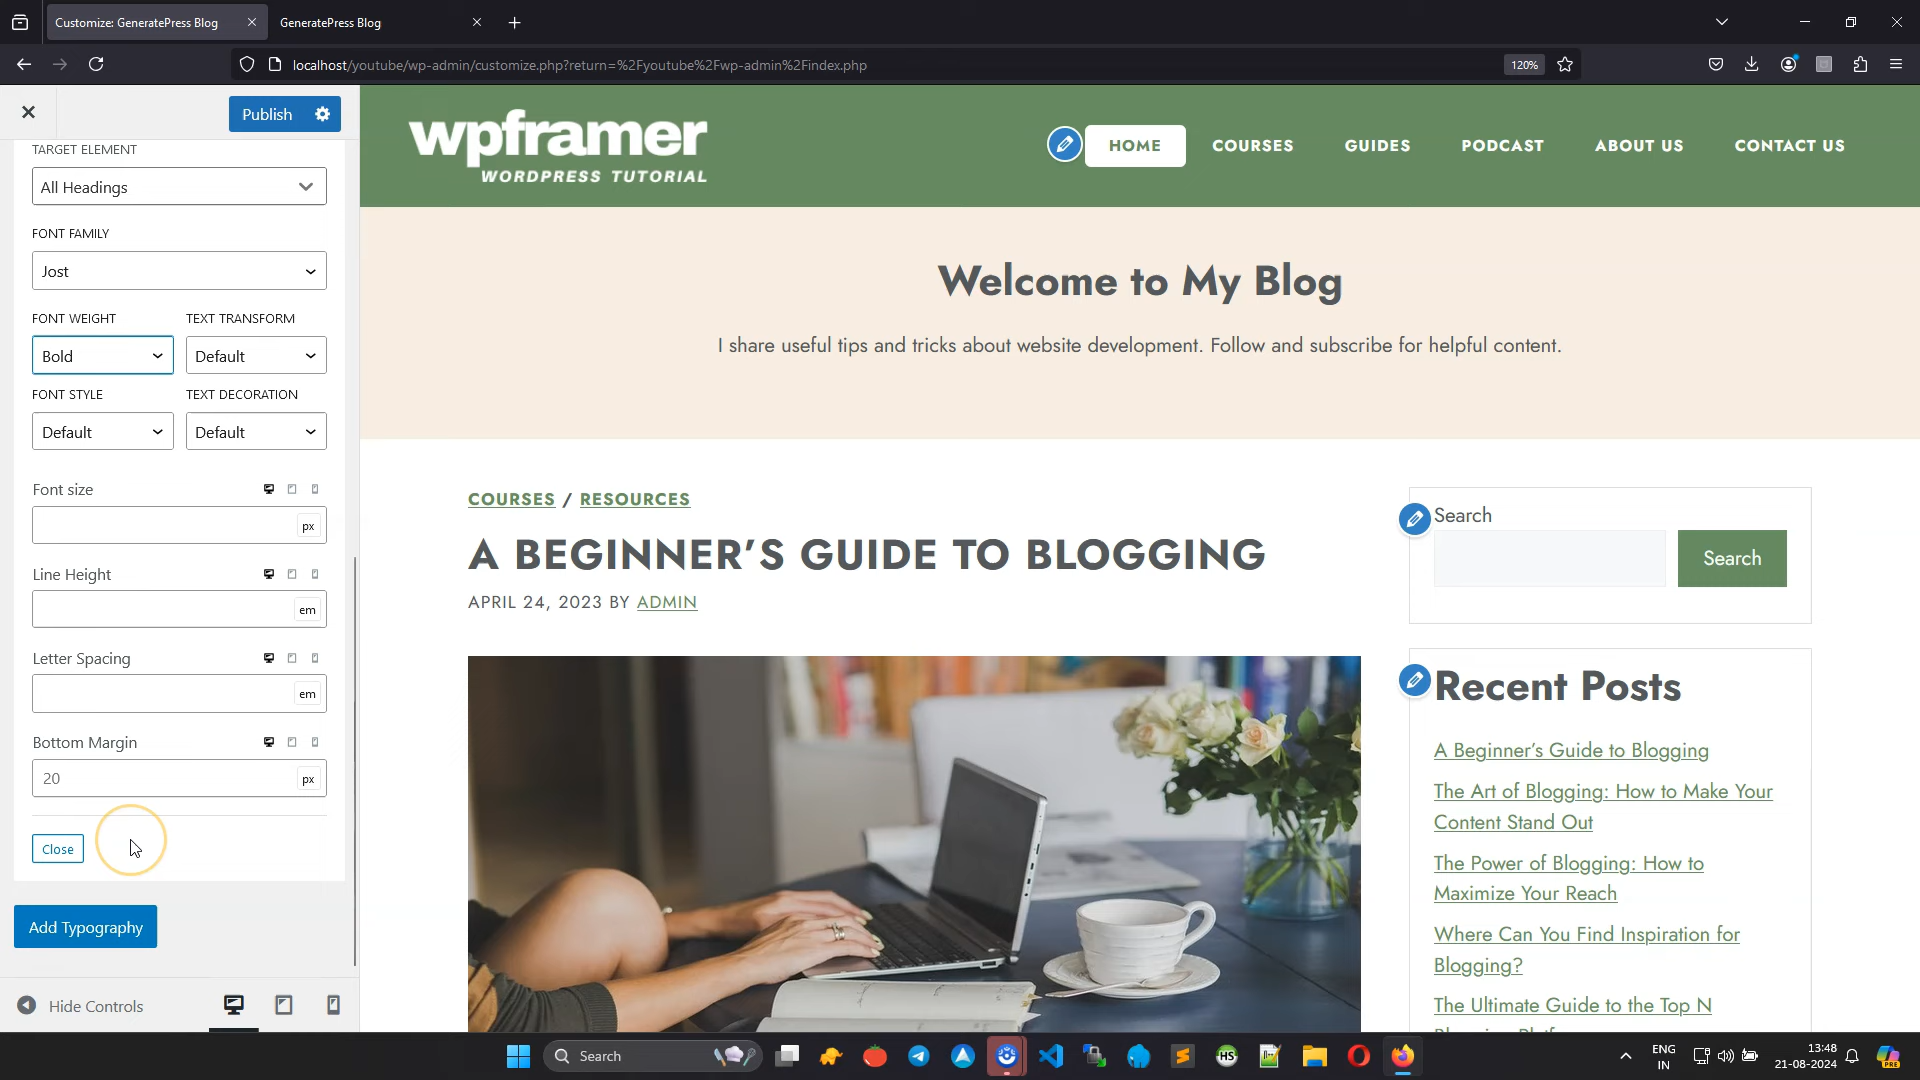 Customize: GeneratePress Blog
GeneratePress Blog
localhost/youtube/wp-admin/customize.php?return=%2Fyoutube%2Fwp-admin%2Findex.php
120%
Publish
TARGET ELEMENT
All Headings
FONT FAMILY
Jost
FONT WEIGHT
TEXT TRANSFORM
Bold
Default
FONT STYLE
TEXT DECORATION
Default
Default
Font size
px
Line Height
em
Letter Spacing
em
Bottom Margin
20
px
Close
Add Typography
Hide Controls
wpframer
WORDPRESS TUTORIAL
HOME
COURSES
GUIDES
PODCAST
ABOUT US
CONTACT US
Welcome to My Blog
I share useful tips and tricks about website development. Follow and subscribe for helpful content.
COURSES / RESOURCES
A BEGINNER’S GUIDE TO BLOGGING
APRIL 24, 2023 BY ADMIN
Search
Search
Recent Posts
A Beginner’s Guide to Blogging
The Art of Blogging: How to Make Your
Content Stand Out
The Power of Blogging: How to
Maximize Your Reach
Where Can You Find Inspiration for
Blogging?
The Ultimate Guide to the Top N
Search
HS
ENG
IN
13:48
21-08-2024
PRE